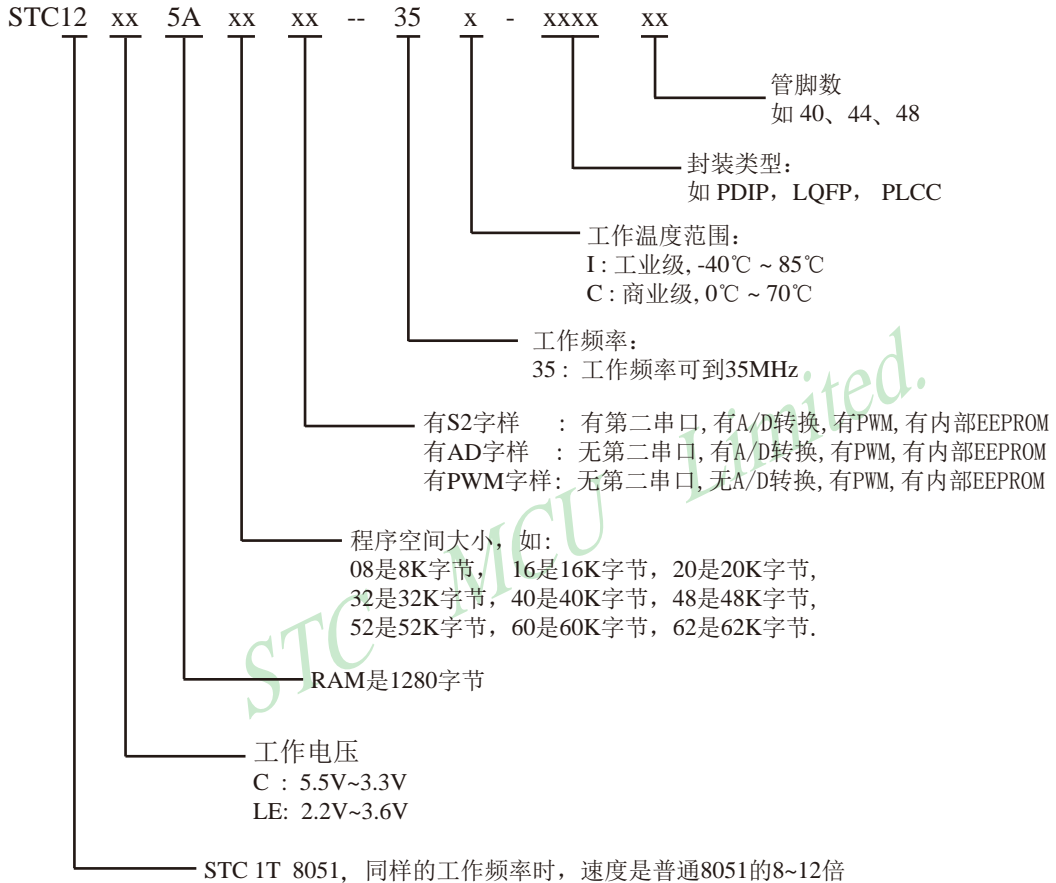 STC12 xx 5A xx xx -- 35 x - xxxx xx
管脚数
如 40、44、48
封装类型：
如 PDIP，LQFP， PLCC
工作温度范围：
I : 工业级, -40℃ ~ 85℃
C : 商业级, 0℃ ~ 70℃
工作频率：
35 : 工作频率可到35MHz
有S2字样 : 有第二串口, 有A/D转换, 有PWM, 有内部EEPROM
有AD字样 : 无第二串口, 有A/D转换, 有PWM, 有内部EEPROM
有PWM字样: 无第二串口, 无A/D转换, 有PWM, 有内部EEPROM
程序空间大小，如:
08是8K字节， 16是16K字节，20是20K字节,
32是32K字节，40是40K字节，48是48K字节,
52是52K字节，60是60K字节，62是62K字节.
RAM是1280字节
工作电压
C : 5.5V~3.3V
LE: 2.2V~3.6V
STC 1T 8051, 同样的工作频率时，速度是普通8051的8~12倍
STC MCU Limited.